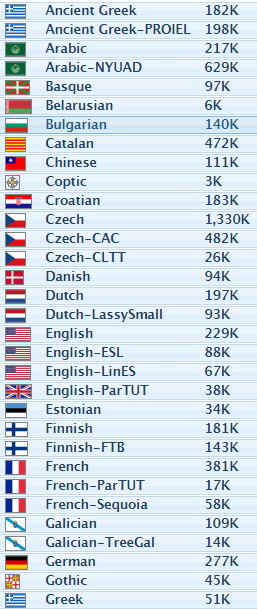 Ancient Greek 182K
Ancient Greek-PROIEL 198K
Arabic 217K
Arabic-NYUAD 629K
Basque 97K
Belarusian 6K
Bulgarian 140K
Catalan 472K
Chinese 111K
Coptic 3K
Croatian 183K
Czech 1,330K
Czech-CAC 482K
Czech-CLTT 26K
Danish 94K
Dutch 197K
Dutch-LassySmall 93K
English 229K
English-ESL 88K
English-LinES 67K
English-ParTUT 38K
Estonian 34K
Finnish 181K
Finnish-FTB 143K
French 381K
French-ParTUT 17K
French-Sequoia 58K
Galician 109K
Galician-TreeGal 14K
German 277K
Gothic 45K
Greek 51K